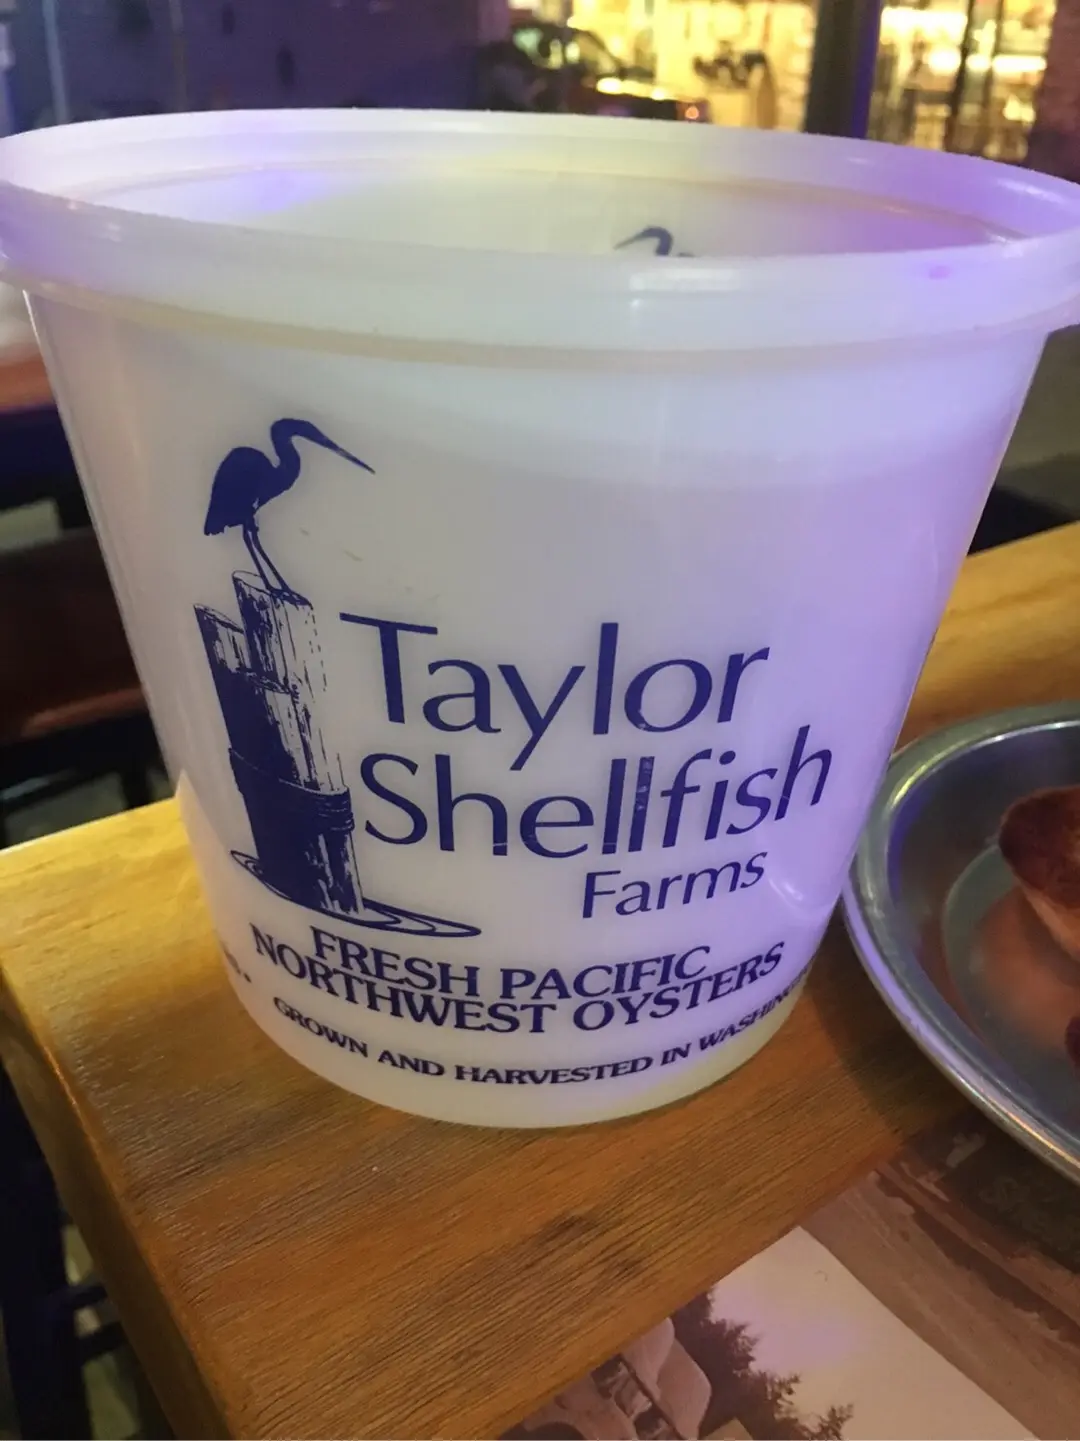 Taylor
Shellfish
Farms
FRESH PACIFIC
NORTHWEST OYSTERS
GROWN AND HARVESTED IN